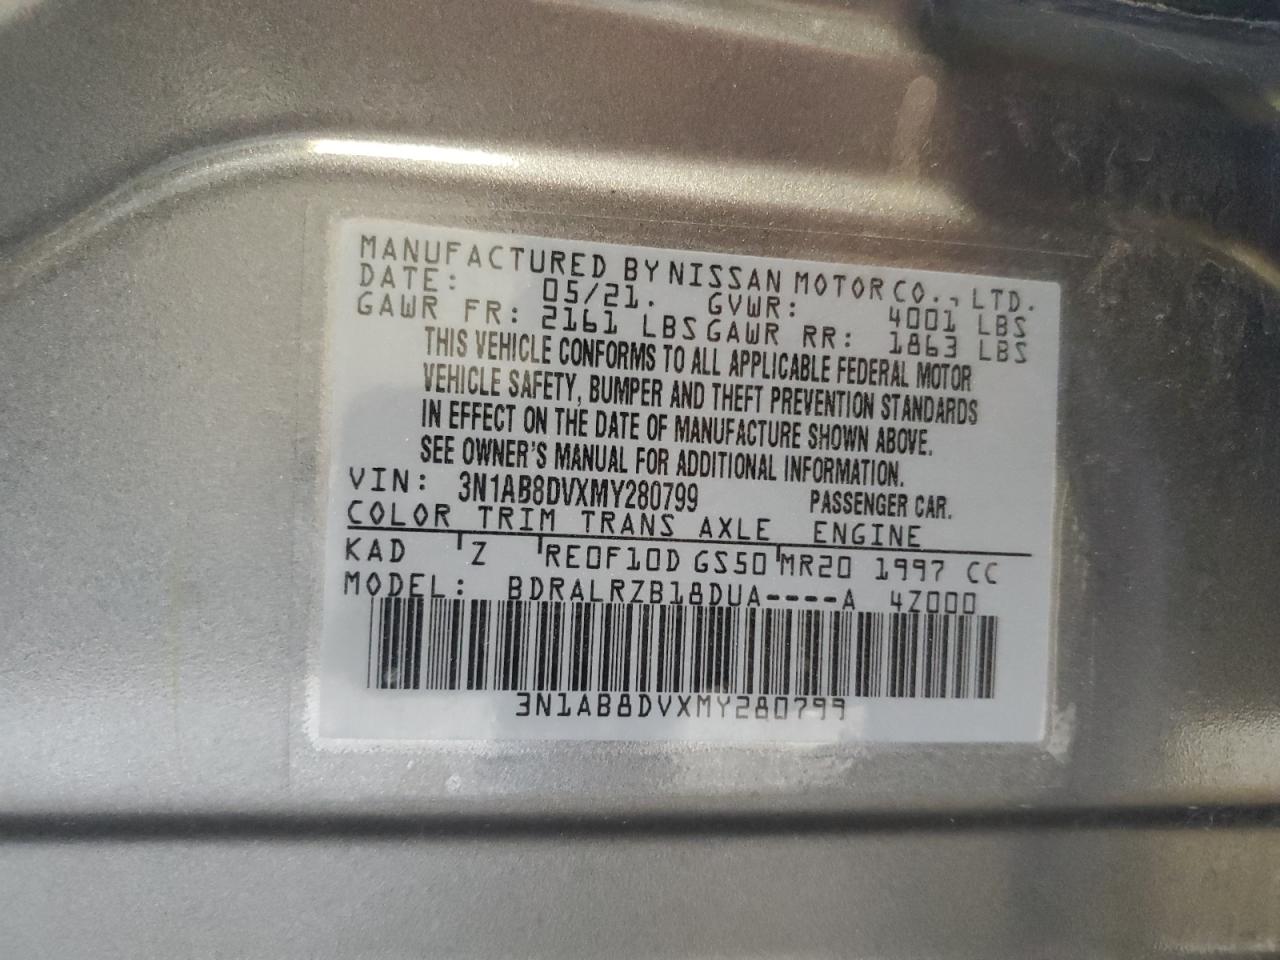 MANUFACTURED BY NISSAN MOTOR CO., LTD.
DATE: 05/21. GVWR: 4001 LBS
GAWR FR: 2161 LBS GAWR RR: 1863 LBS
THIS VEHICLE CONFORMS TO ALL APPLICABLE FEDERAL MOTOR
VEHICLE SAFETY, BUMPER AND THEFT PREVENTION STANDARDS
IN EFFECT ON THE DATE OF MANUFACTURE SHOWN ABOVE.
SEE OWNER'S MANUAL FOR ADDITIONAL INFORMATION.
VIN: 3N1AB8DVXMY280799 PASSENGER CAR.
COLOR TRIM TRANS AXLE ENGINE
KAD Z RE0F10D GS50 MR20 1997 CC
MODEL: BDRALRZB18DUA----A 4Z000
3N1AB8DVXMY280799